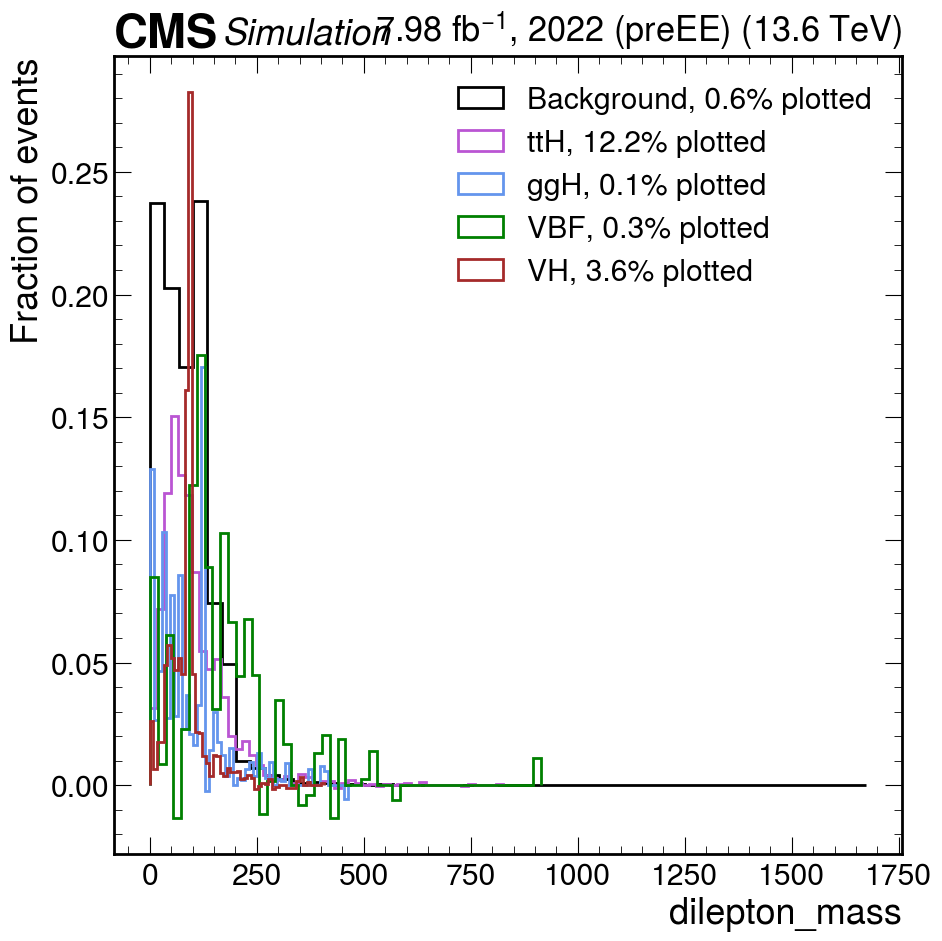 CMS Simulation 7.98 fb⁻¹, 2022 (preEE) (13.6 TeV)
Fraction of events
Background, 0.6% plotted
ttH, 12.2% plotted
ggH, 0.1% plotted
VBF, 0.3% plotted
VH, 3.6% plotted
0.25
0.20
0.15
0.10
0.05
0.00
0 250 500 750 1000 1250 1500 1750
dilepton_mass